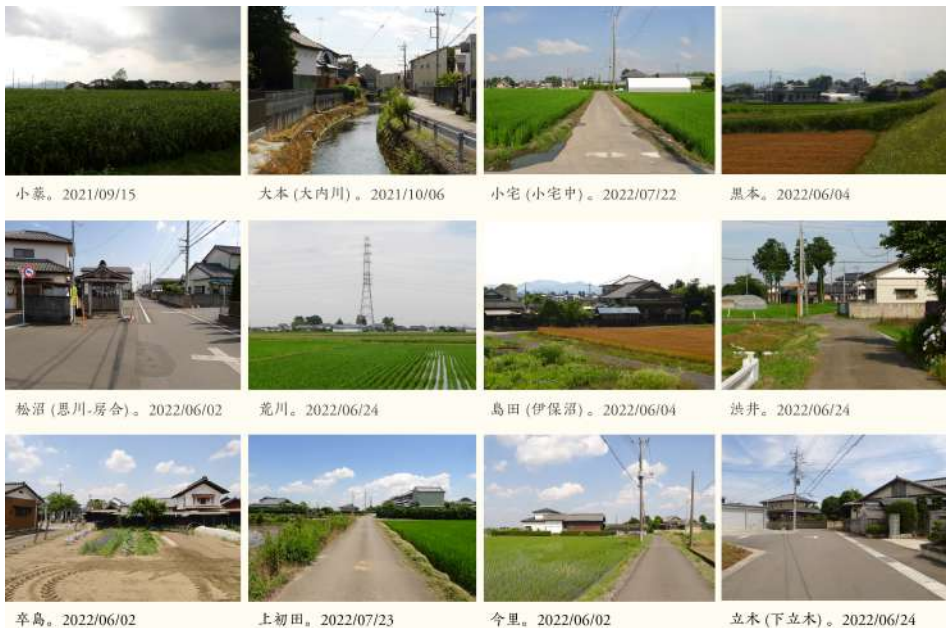 小薬。2021/09/15
大本 (大内川)。2021/10/06
小宅 (小宅中)。2022/07/22
黒本。2022/06/04
松沼 (思川-房合)。2022/06/02
荒川。2022/06/24
島田 (伊保沼)。2022/06/04
渋井。2022/06/24
卒島。2022/06/02
上初田。2022/07/23
今里。2022/06/02
立木 (下立木)。2022/06/24